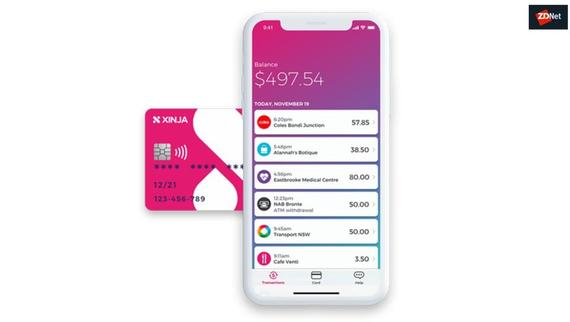 ZDNet
9:41
Balance
$497.54
TODAY, NOVEMBER 19
6:20pm
Coles Bondi Junction
57.85
5:48pm
Alannah's Botique
38.50
4:56pm
Eastbrooke Medical Centre
80.00
12:23pm
NAB Bronte
ATM withdrawal
50.00
9:45am
Transport NSW
50.00
9:11am
Cafe Venti
3.50
Transactions
Card
Help
XINJA
**** **** ***
12/21
123-456-789